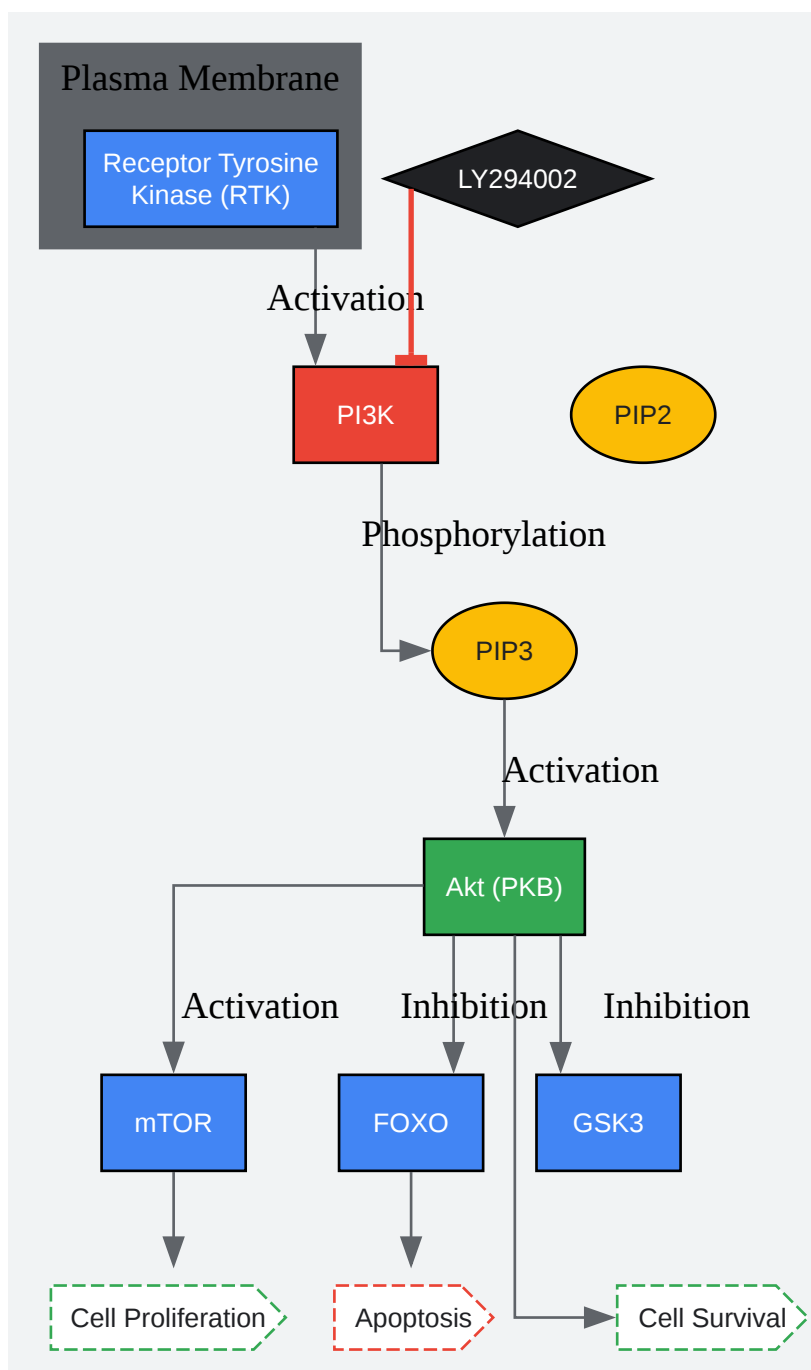 Plasma Membrane
Receptor Tyrosine
Kinase (RTK)
LY294002
Activation
PI3K
PIP2
Phosphorylation
PIP3
Activation
Akt (PKB)
Activation
Inhibition
Inhibition
mTOR
FOXO
GSK3
Cell Proliferation
Apoptosis
Cell Survival